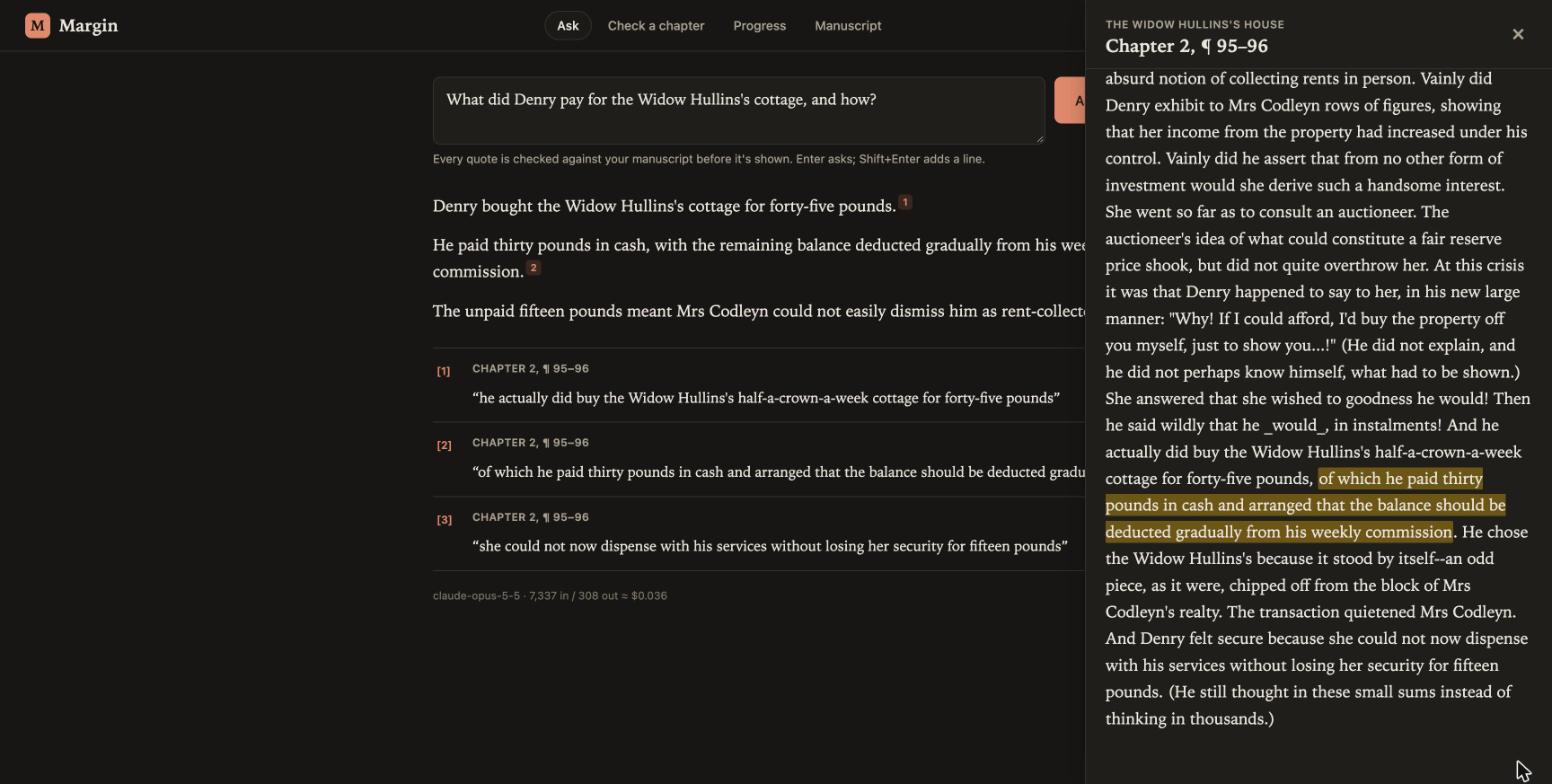 M Margin
Ask Check a chapter Progress Manuscript
What did Denry pay for the Widow Hullins's cottage, and how?
A
Every quote is checked against your manuscript before it's shown. Enter asks; Shift+Enter adds a line.
Denry bought the Widow Hullins's cottage for forty-five pounds. 1
He paid thirty pounds in cash, with the remaining balance deducted gradually from his
commission. 2
The unpaid fifteen pounds meant Mrs Codleyn could not easily dismiss him as
[1] CHAPTER 2, ¶ 95–96
“he actually did buy the Widow Hullins's half-a-crown-a-week cottage for forty-five pounds”
[2] CHAPTER 2, ¶ 95–96
“of which he paid thirty pounds in cash and arranged that the balance should be deducted
[3] CHAPTER 2, ¶ 95–96
“she could not now dispense with his services without losing her security for fifteen pounds”
claude-opus-5-5 · 7,337 in / 308 out ≈ $0.036
THE WIDOW HULLINS'S HOUSE
Chapter 2, ¶ 95–96
×
absurd notion of collecting rents in person. Vainly did
Denry exhibit to Mrs Codleyn rows of figures, showing
that her income from the property had increased under his
control. Vainly did he assert that from no other form of
investment would she derive such a handsome interest.
She went so far as to consult an auctioneer. The
auctioneer's idea of what could constitute a fair reserve
price shook, but did not quite overthrow her. At this crisis
it was that Denry happened to say to her, in his new large
manner: "Why! If I could afford, I'd buy the property off
you myself, just to show you...!" (He did not explain, and
he did not perhaps know himself, what had to be shown.)
She answered that she wished to goodness he would! Then
he said wildly that he _would_, in instalments! And he
actually did buy the Widow Hullins's half-a-crown-a-week
cottage for forty-five pounds, of which he paid thirty
pounds in cash and arranged that the balance should be
deducted gradually from his weekly commission. He chose
the Widow Hullins's because it stood by itself--an odd
piece, as it were, chipped off from the block of Mrs
Codleyn's realty. The transaction quietened Mrs Codleyn.
And Denry felt secure because she could not now dispense
with his services without losing her security for fifteen
pounds. (He still thought in these small sums instead of
thinking in thousands.)